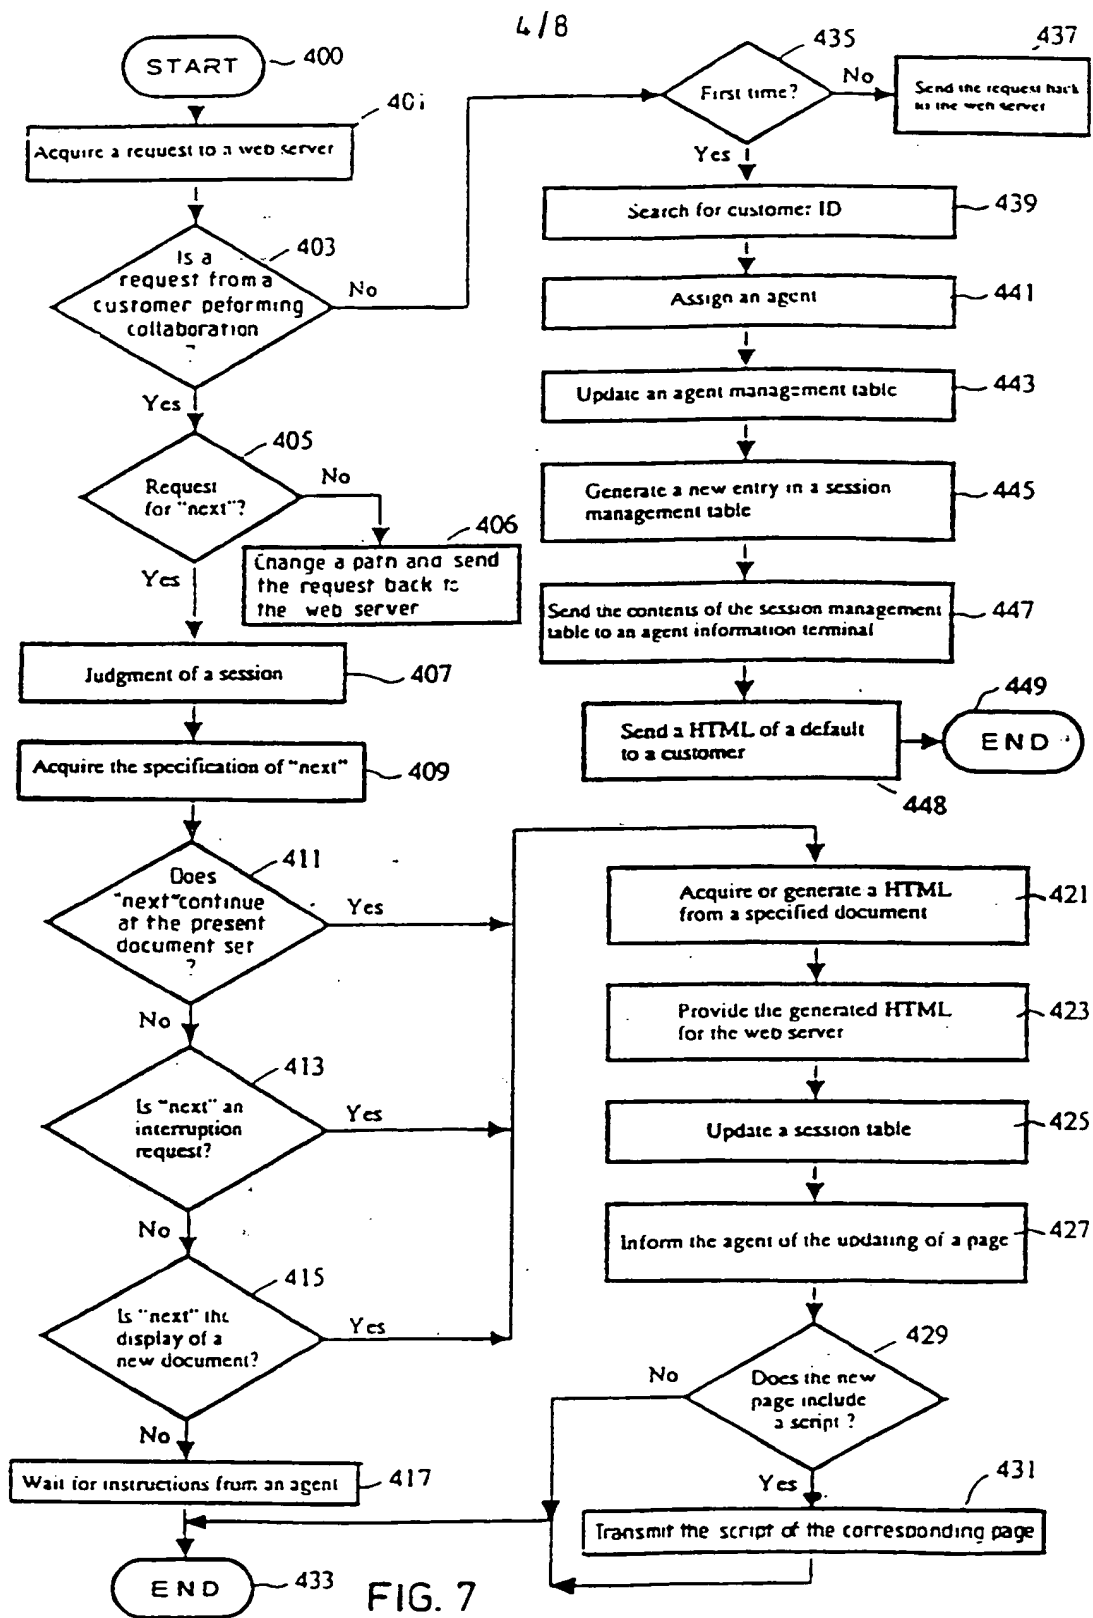 4/8
START
400
401
Acquire a request to a web server
403
Is a
request from a
customer peforming
collaboration
?
No
Yes
405
Request
for "next"?
No
Yes
406
Change a path and send
the request back to
the web server
Judgment of a session
407
Acquire the specification of "next"
409
411
Does
"next"continue
at the present
document set
?
Yes
No
413
Is "next" an
interruption
request?
Yes
No
415
Is "next" the
display of a
new document?
Yes
No
Wait for instructions from an agent
417
END
433
435
First time?
No
Yes
437
Send the request back
to the web server
Search for customer ID
439
Assign an agent
441
Update an agent management table
443
Generate a new entry in a session
management table
445
Send the contents of the session management
table to an agent information terminal
447
Send a HTML of a default
to a customer
448
449
END
Acquire or generate a HTML
from a specified document
421
Provide the generated HTML
for the web server
423
Update a session table
425
Inform the agent of the updating of a page
427
429
Does the new
page include
a script ?
No
Yes
431
Transmit the script of the corresponding page
FIG. 7